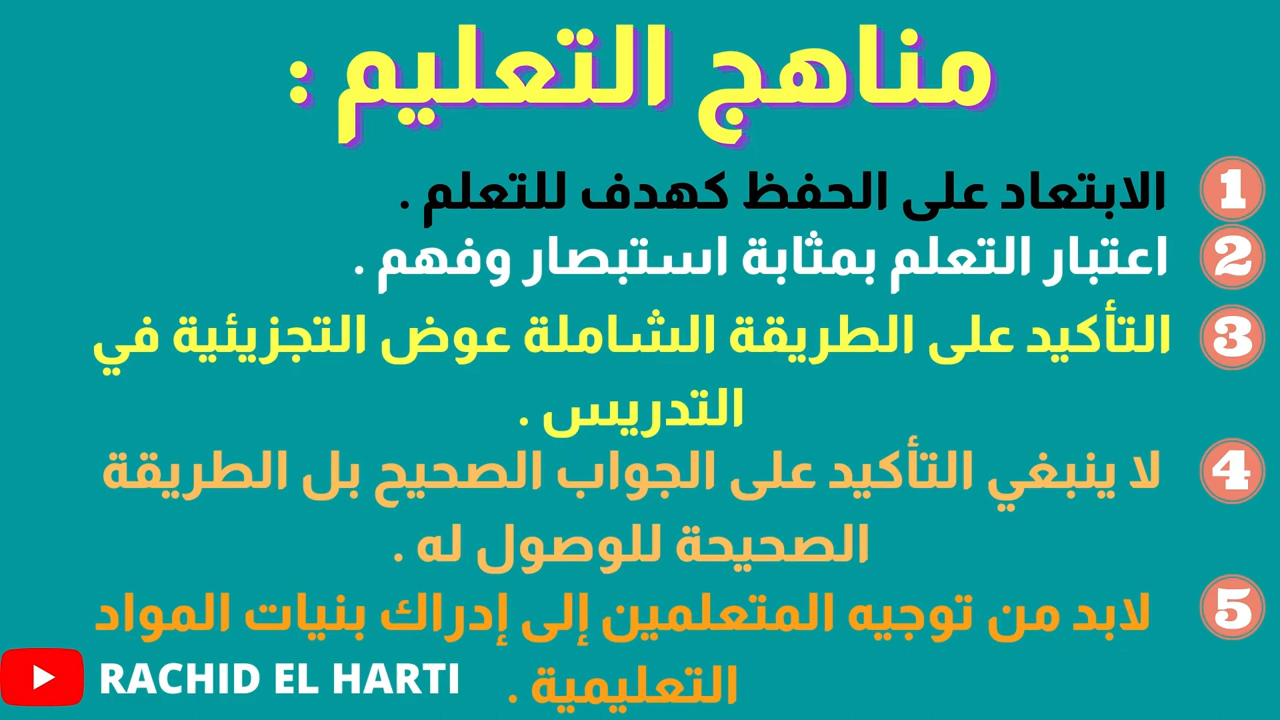 مناهج التعليم :
1 الابتعاد على الحفظ كهدف للتعلم .
2 اعتبار التعلم بمثابة استبصار وفهم .
3 التأكيد على الطريقة الشاملة عوض التجزيئية في
التدريس .
4 لا ينبغي التأكيد على الجواب الصحيح بل الطريقة
الصحيحة للوصول له .
5 لابد من توجيه المتعلمين إلى إدراك بنيات المواد
التعليمية .
RACHID EL HARTI